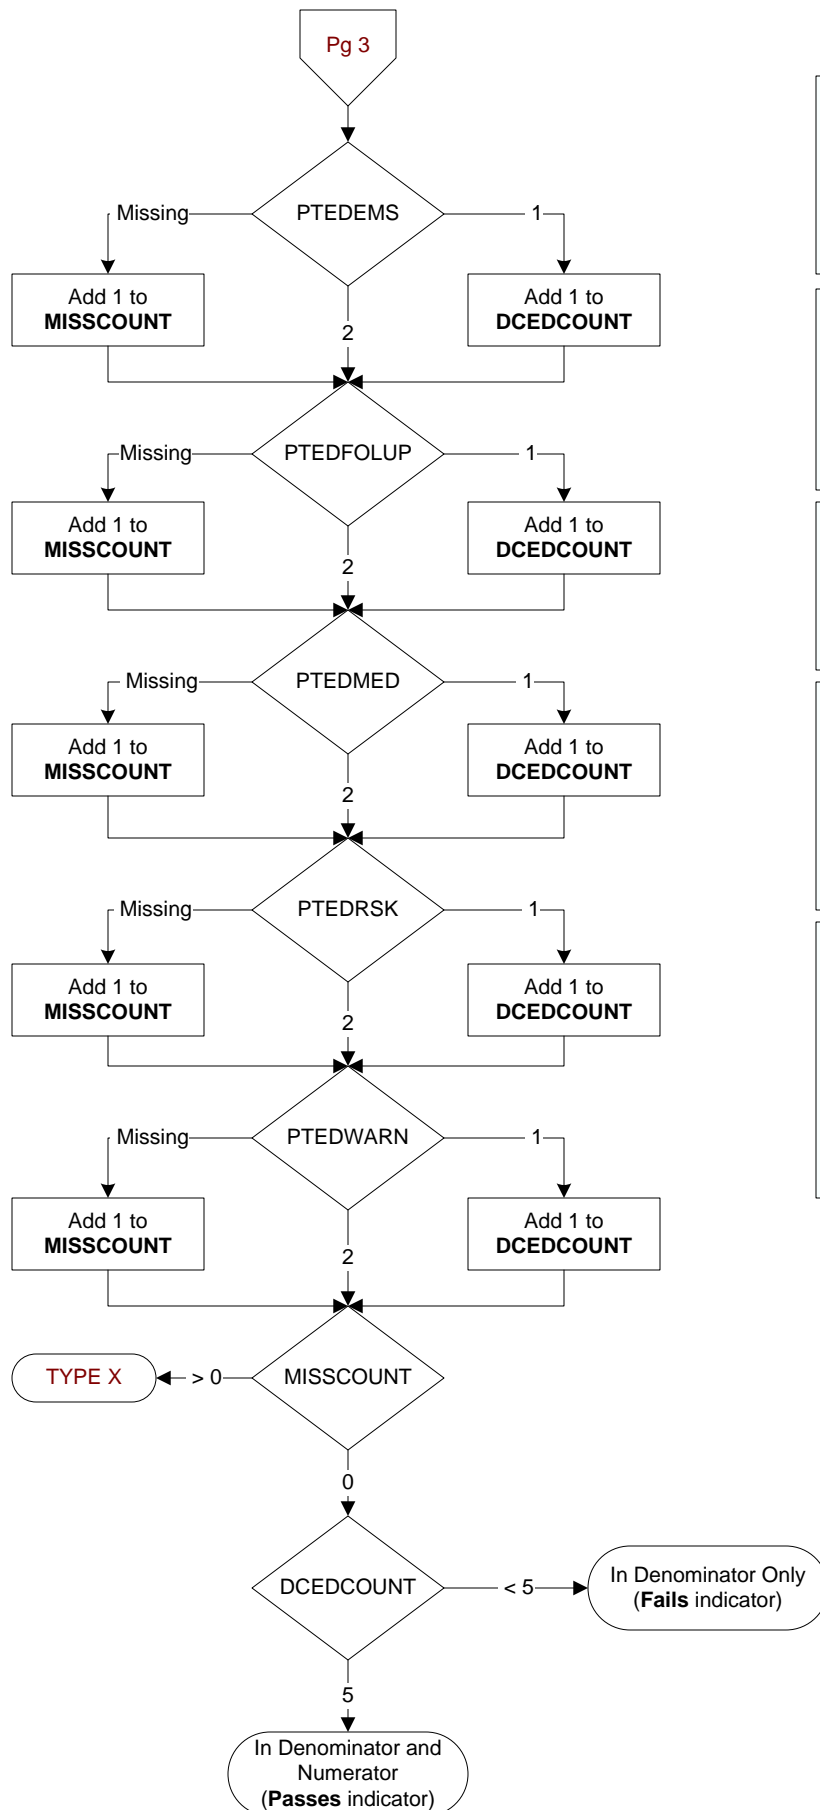 Pg 3
PTEDEMS
Missing
1
Add 1 to
MISSCOUNT
Add 1 to
DCEDCOUNT
2
PTEDFOLUP
Missing
1
Add 1 to
MISSCOUNT
Add 1 to
DCEDCOUNT
2
PTEDMED
Missing
1
Add 1 to
MISSCOUNT
Add 1 to
DCEDCOUNT
2
PTEDRSK
Missing
1
Add 1 to
MISSCOUNT
Add 1 to
DCEDCOUNT
2
PTEDWARN
Missing
1
Add 1 to
MISSCOUNT
Add 1 to
DCEDCOUNT
2
TYPE X
> 0
MISSCOUNT
0
DCEDCOUNT
< 5
In Denominator Only
(Fails indicator)
5
In Denominator and
Numerator
(Passes indicator)